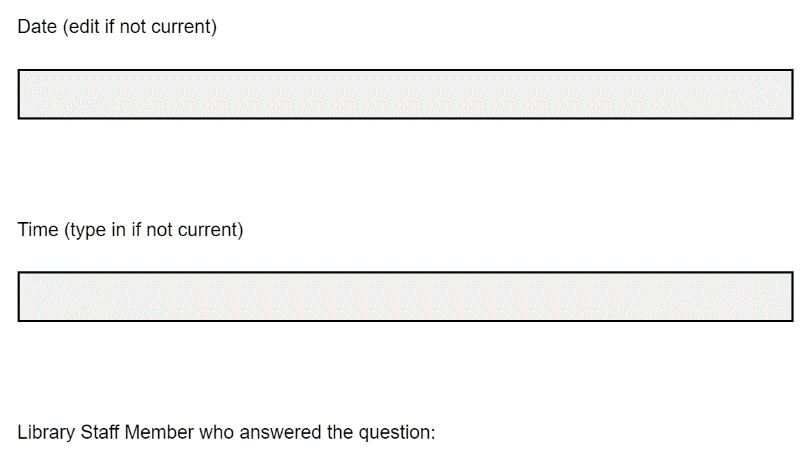 Date (edit if not current)
Time (type in if not current)
Library Staff Member who answered the question: